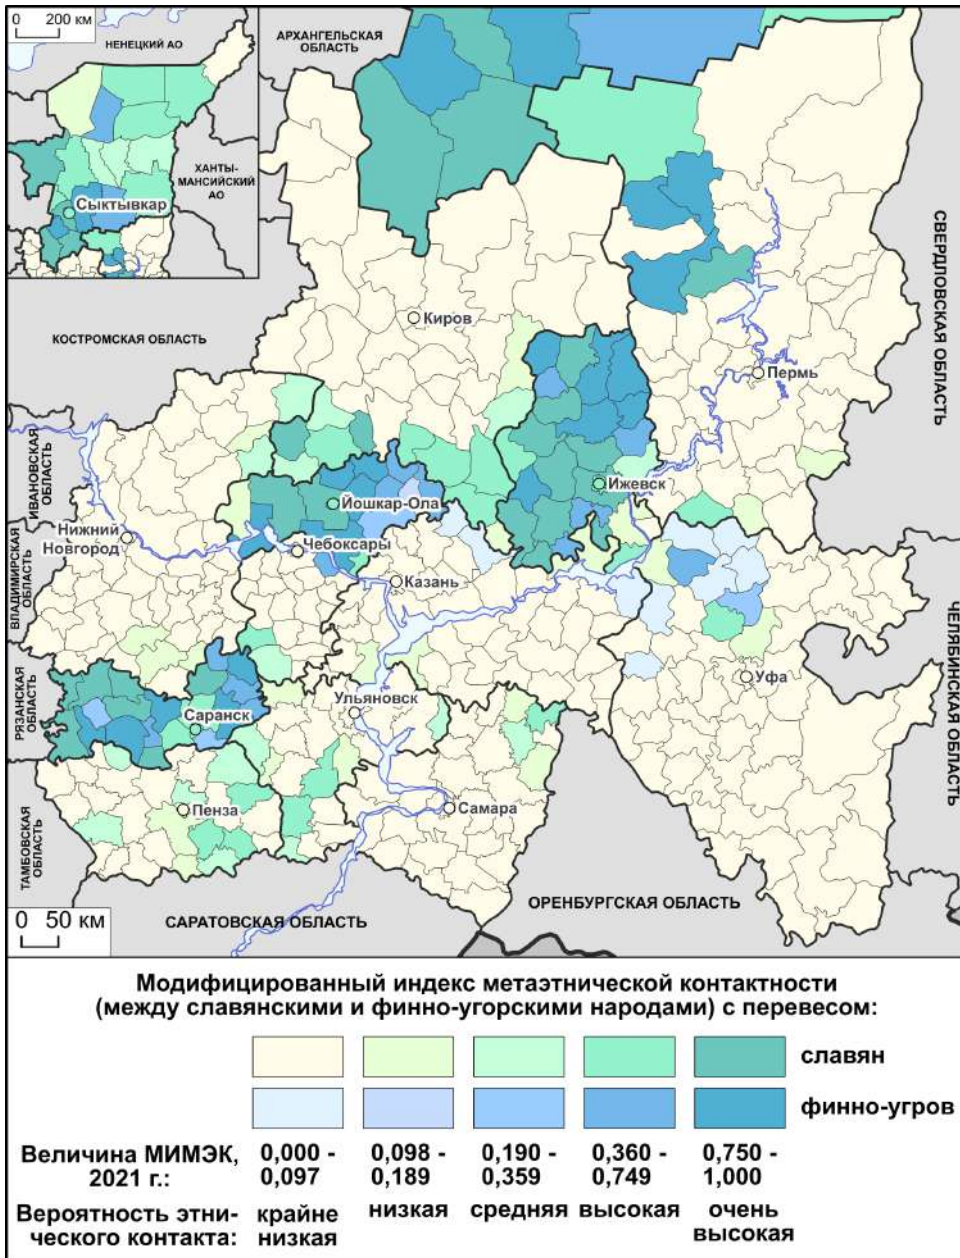 0 200 км
НЕНЕЦКИЙ АО
АРХАНГЕЛЬСКАЯ
ОБЛАСТЬ
ХАНТЫ-
МАНСИЙСКИЙ
АО
Сыктывкар
СВЕРДЛОВСКАЯ ОБЛАСТЬ
КОСТРОМСКАЯ ОБЛАСТЬ
Киров
Пермь
ИВАНОВСКАЯ
ОБЛАСТЬ
Ижевск
Йошкар-Ола
Нижний
Новгород
Чебоксары
ВЛАДИМИРСКАЯ
ОБЛАСТЬ
Казань
ЧЕЛЯБИНСКАЯ ОБЛАСТЬ
РЯЗАНСКАЯ
ОБЛАСТЬ
Уфа
Ульяновск
Саранск
ТАМБОВСКАЯ
ОБЛАСТЬ
Пенза
Самара
0 50 км
САРАТОВСКАЯ ОБЛАСТЬ
ОРЕНБУРГСКАЯ ОБЛАСТЬ
Модифицированный индекс метаэтнической контактности
(между славянскими и финно-угорскими народами) с перевесом:
славян
финно-угров
Величина МИМЭК,
2021 г.:
0,000 -
0,097
0,098 -
0,189
0,190 -
0,359
0,360 -
0,749
0,750 -
1,000
Вероятность этни-
ческого контакта:
крайне
низкая
низкая
средняя
высокая
очень
высокая